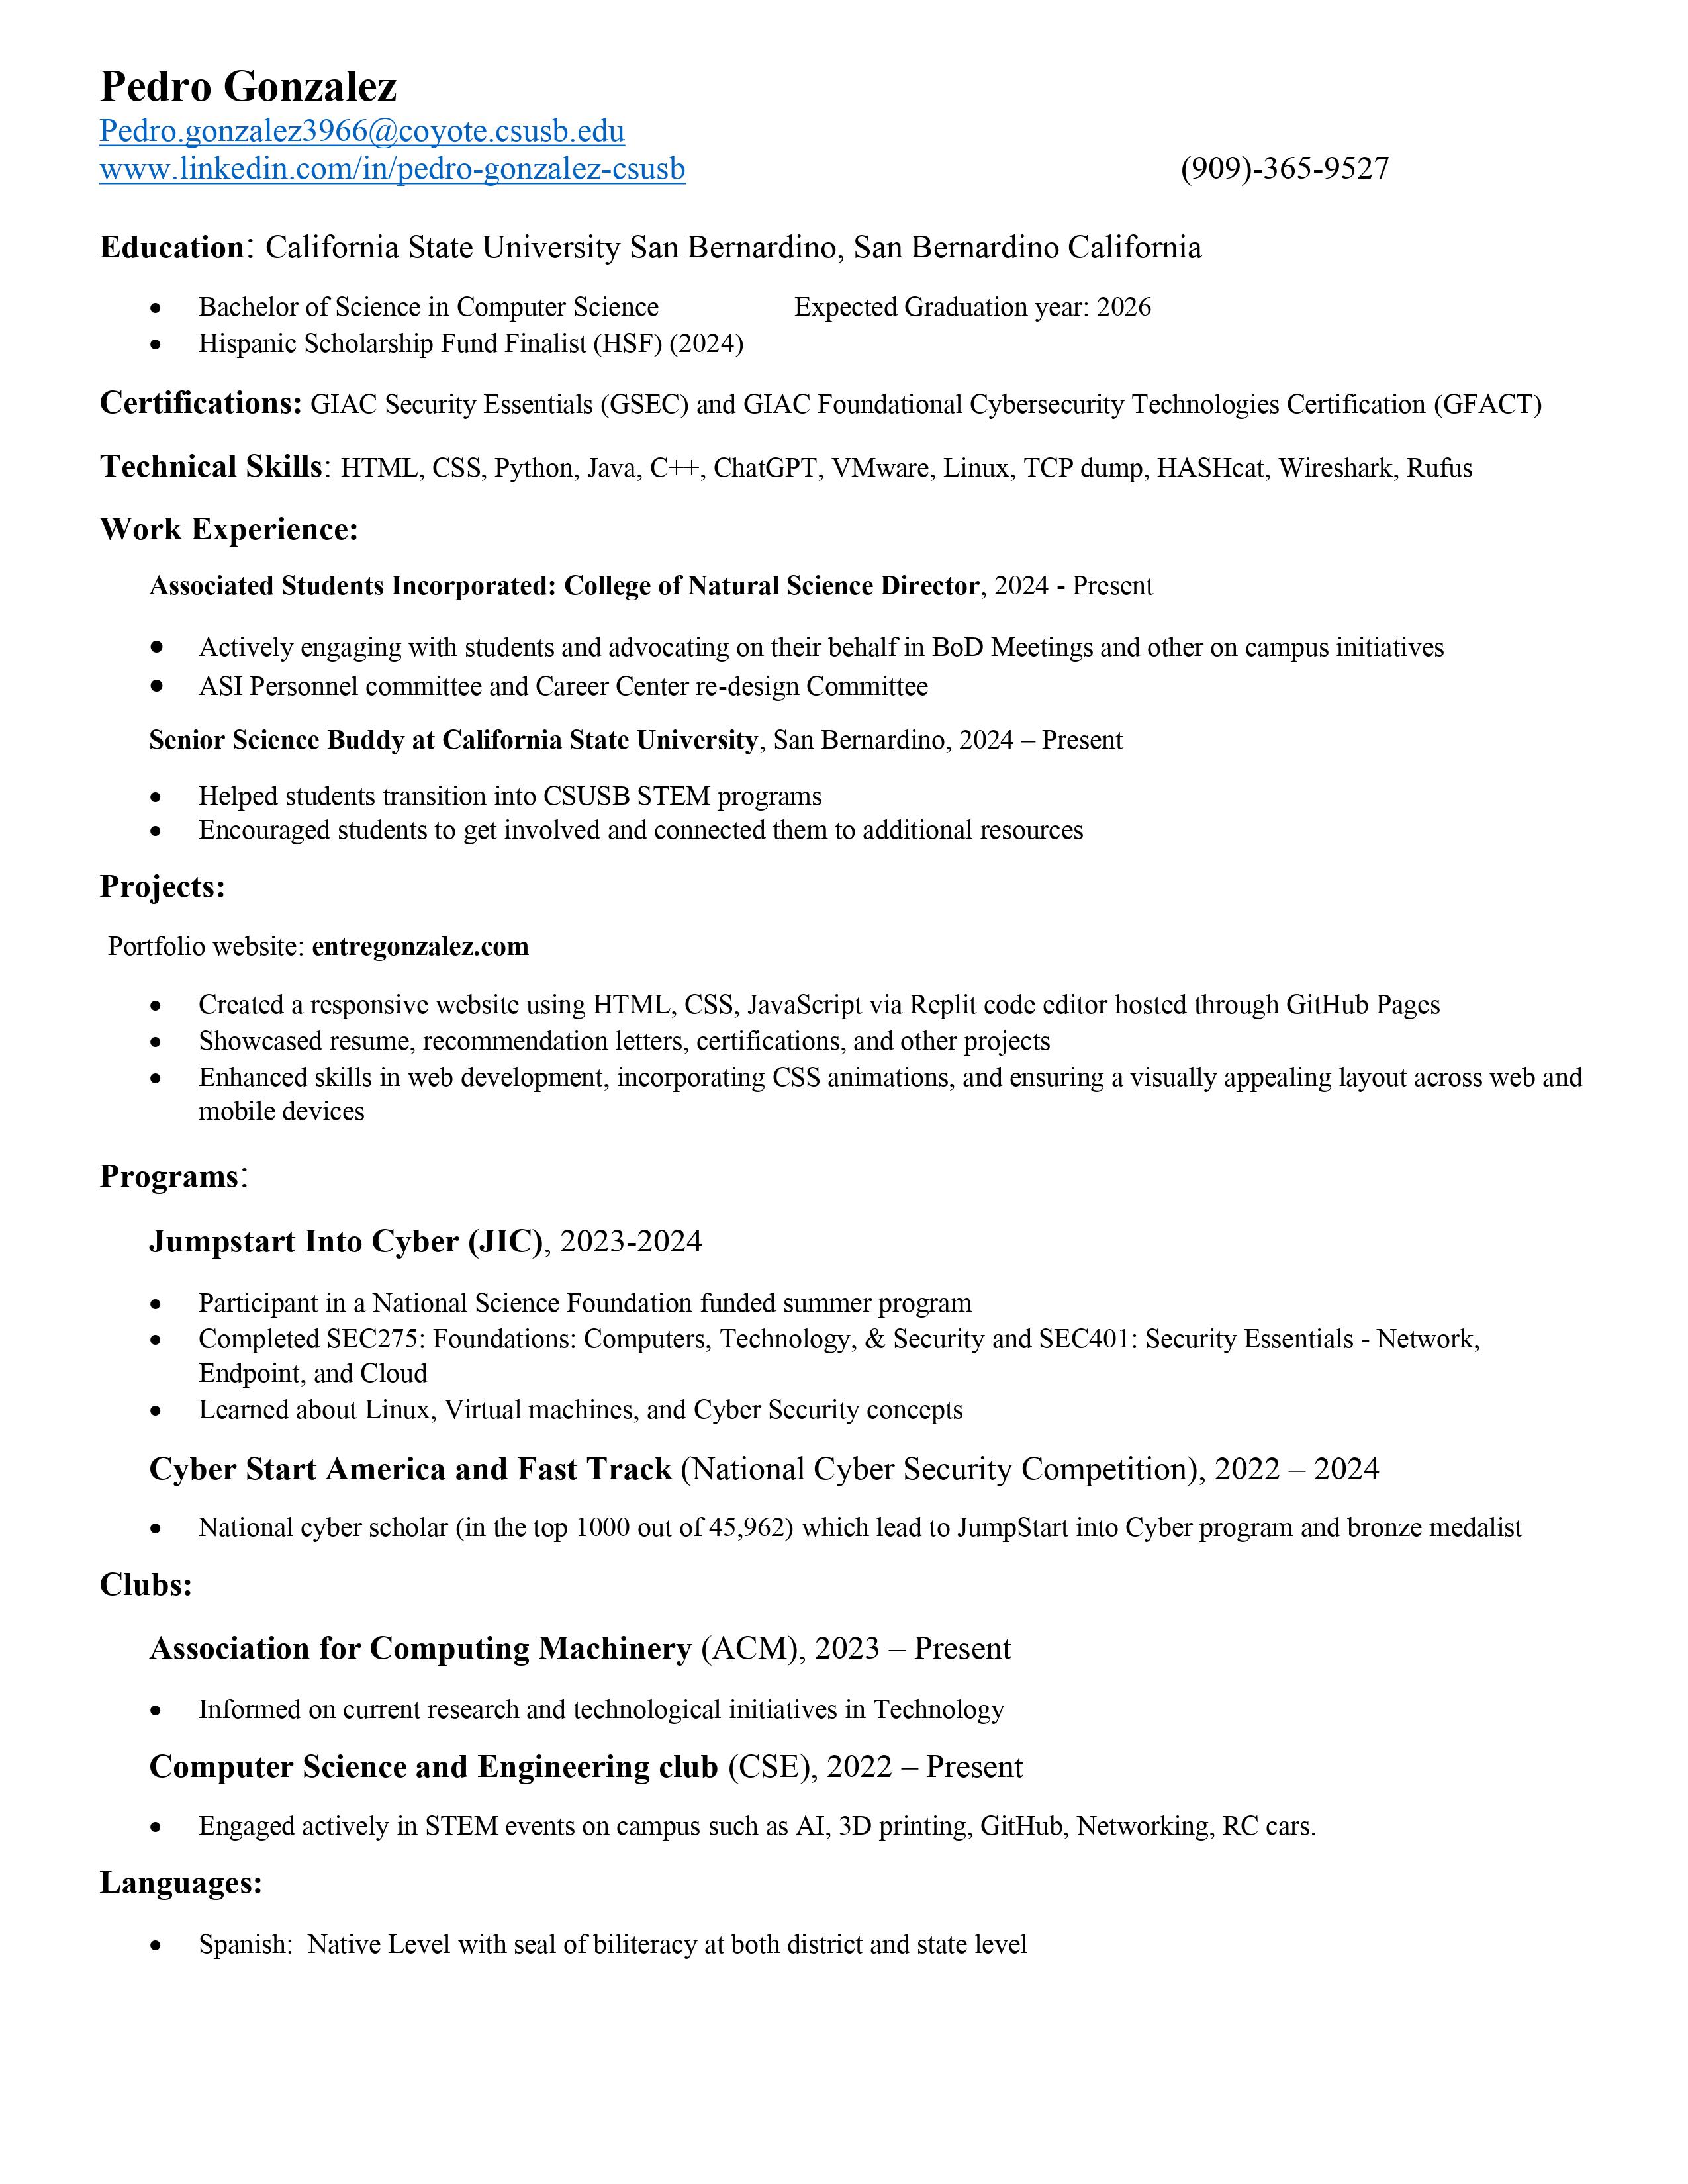 Pedro Gonzalez
Pedro.gonzalez3966@coyote.csusb.edu
www.linkedin.com/in/pedro-gonzalez-csusb (909)-365-9527
Education: California State University San Bernardino, San Bernardino California
• Bachelor of Science in Computer Science Expected Graduation year: 2026
• Hispanic Scholarship Fund Finalist (HSF) (2024)
Certifications: GIAC Security Essentials (GSEC) and GIAC Foundational Cybersecurity Technologies Certification (GFACT)
Technical Skills: HTML, CSS, Python, Java, C++, ChatGPT, VMware, Linux, TCP dump, HASHcat, Wireshark, Rufus
Work Experience:
Associated Students Incorporated: College of Natural Science Director, 2024 - Present
• Actively engaging with students and advocating on their behalf in BoD Meetings and other on campus initiatives
• ASI Personnel committee and Career Center re-design Committee
Senior Science Buddy at California State University, San Bernardino, 2024 – Present
• Helped students transition into CSUSB STEM programs
• Encouraged students to get involved and connected them to additional resources
Projects:
Portfolio website: entregonzalez.com
• Created a responsive website using HTML, CSS, JavaScript via Replit code editor hosted through GitHub Pages
• Showcased resume, recommendation letters, certifications, and other projects
• Enhanced skills in web development, incorporating CSS animations, and ensuring a visually appealing layout across web and
mobile devices
Programs:
Jumpstart Into Cyber (JIC), 2023-2024
• Participant in a National Science Foundation funded summer program
• Completed SEC275: Foundations: Computers, Technology, & Security and SEC401: Security Essentials - Network,
Endpoint, and Cloud
• Learned about Linux, Virtual machines, and Cyber Security concepts
Cyber Start America and Fast Track (National Cyber Security Competition), 2022 – 2024
• National cyber scholar (in the top 1000 out of 45,962) which lead to JumpStart into Cyber program and bronze medalist
Clubs:
Association for Computing Machinery (ACM), 2023 – Present
• Informed on current research and technological initiatives in Technology
Computer Science and Engineering club (CSE), 2022 – Present
• Engaged actively in STEM events on campus such as AI, 3D printing, GitHub, Networking, RC cars.
Languages:
• Spanish: Native Level with seal of biliteracy at both district and state level